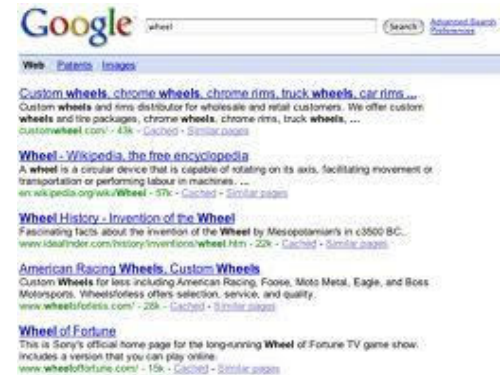 Google wheel Search Advanced Search
Preferences
Web Patents Images
Custom wheels, chrome wheels, chrome rims, truck wheels, car rims ...
Custom wheels and rims distributor for wholesale and retail customers. We offer custom
wheels and tire packages, chrome wheels, chrome rims, truck wheels, ...
customwheel.com/ - 43k - Cached - Similar pages
Wheel - Wikipedia, the free encyclopedia
A wheel is a circular device that is capable of rotating on its axis, facilitating movement or
transportation or performing labour in machines. ...
en.wikipedia.org/wiki/Wheel - 57k - Cached - Similar pages
Wheel History - Invention of the Wheel
Fascinating facts about the invention of the Wheel by Mesopotamian's in c3500 BC..
www.ideafinder.com/history/inventions/wheel.htm - 22k - Cached - Similar pages
American Racing Wheels, Custom Wheels
Custom Wheels for less including American Racing, Foose, Moto Metal, Eagle, and Boss
Motorsports. Wheelsforless offers selection, service, and quality.
www.wheelsforless.com/ - 28k - Cached - Similar pages
Wheel of Fortune
This is Sony's official home page for the long-running Wheel of Fortune TV game show.
Includes a version that you can play online.
www.wheeloffortune.com/ - 15k - Cached - Similar pages